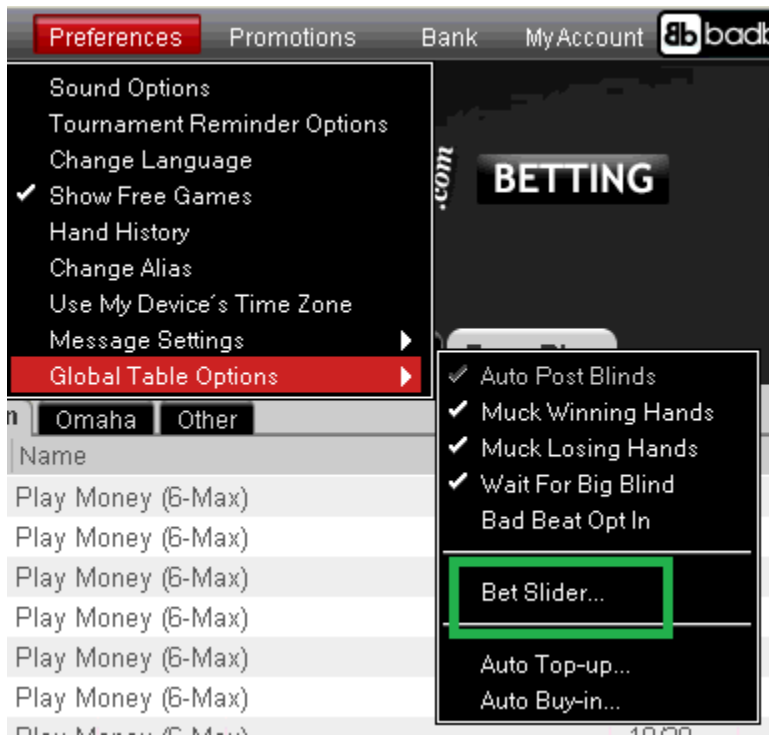 Preferences Promotions Bank My Account bb badb
Sound Options
Tournament Reminder Options
Change Language
Show Free Games
Hand History
Change Alias
Use My Device´s Time Zone
Message Settings
Global Table Options
.com
BETTING
Auto Post Blinds
Muck Winning Hands
Muck Losing Hands
Wait For Big Blind
Bad Beat Opt In
Bet Slider...
Auto Top-up...
Auto Buy-in...
n Omaha Other
Name
Play Money (6-Max)
Play Money (6-Max)
Play Money (6-Max)
Play Money (6-Max)
Play Money (6-Max)
Play Money (6-Max)